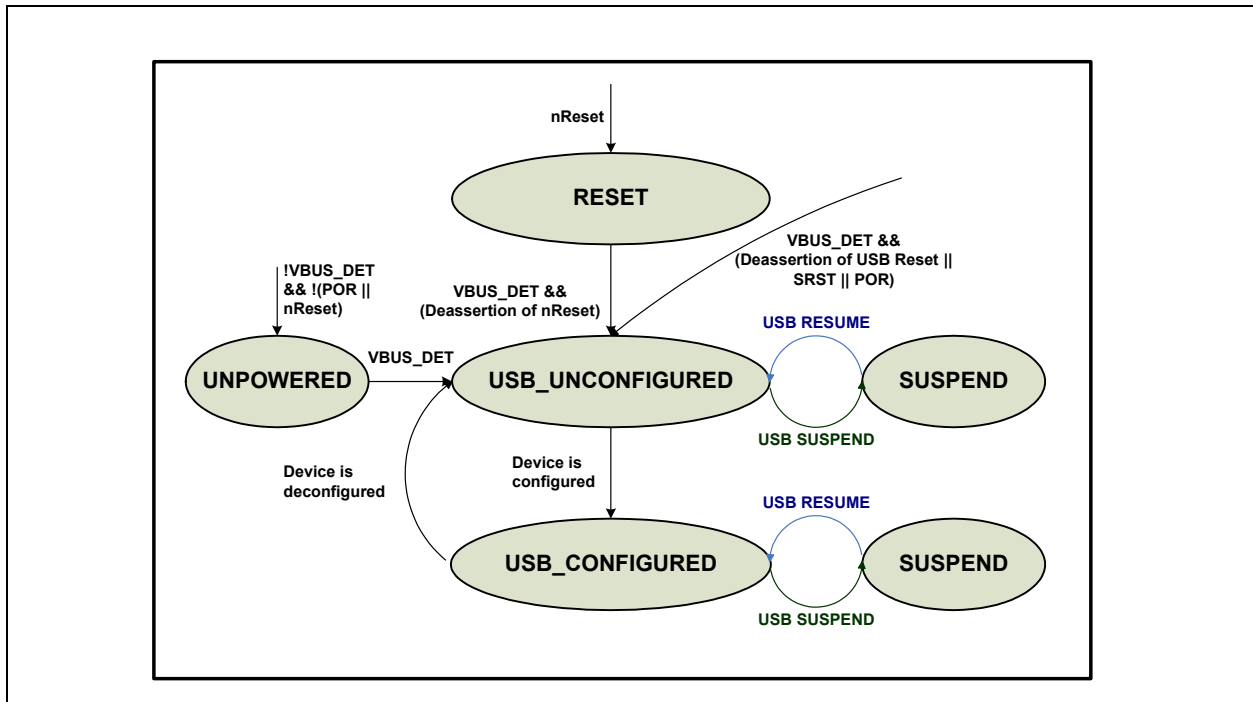 nReset
RESET
VBUS_DET &&
(Deassertion of USB Reset ||
SRST || POR)
!VBUS_DET
&& !(POR ||
nReset)
VBUS_DET &&
(Deassertion of nReset)
USB RESUME
VBUS_DET
UNPOWERED
USB_UNCONFIGURED
SUSPEND
USB SUSPEND
Device is
deconfigured
Device is
configured
USB RESUME
USB_CONFIGURED
SUSPEND
USB SUSPEND